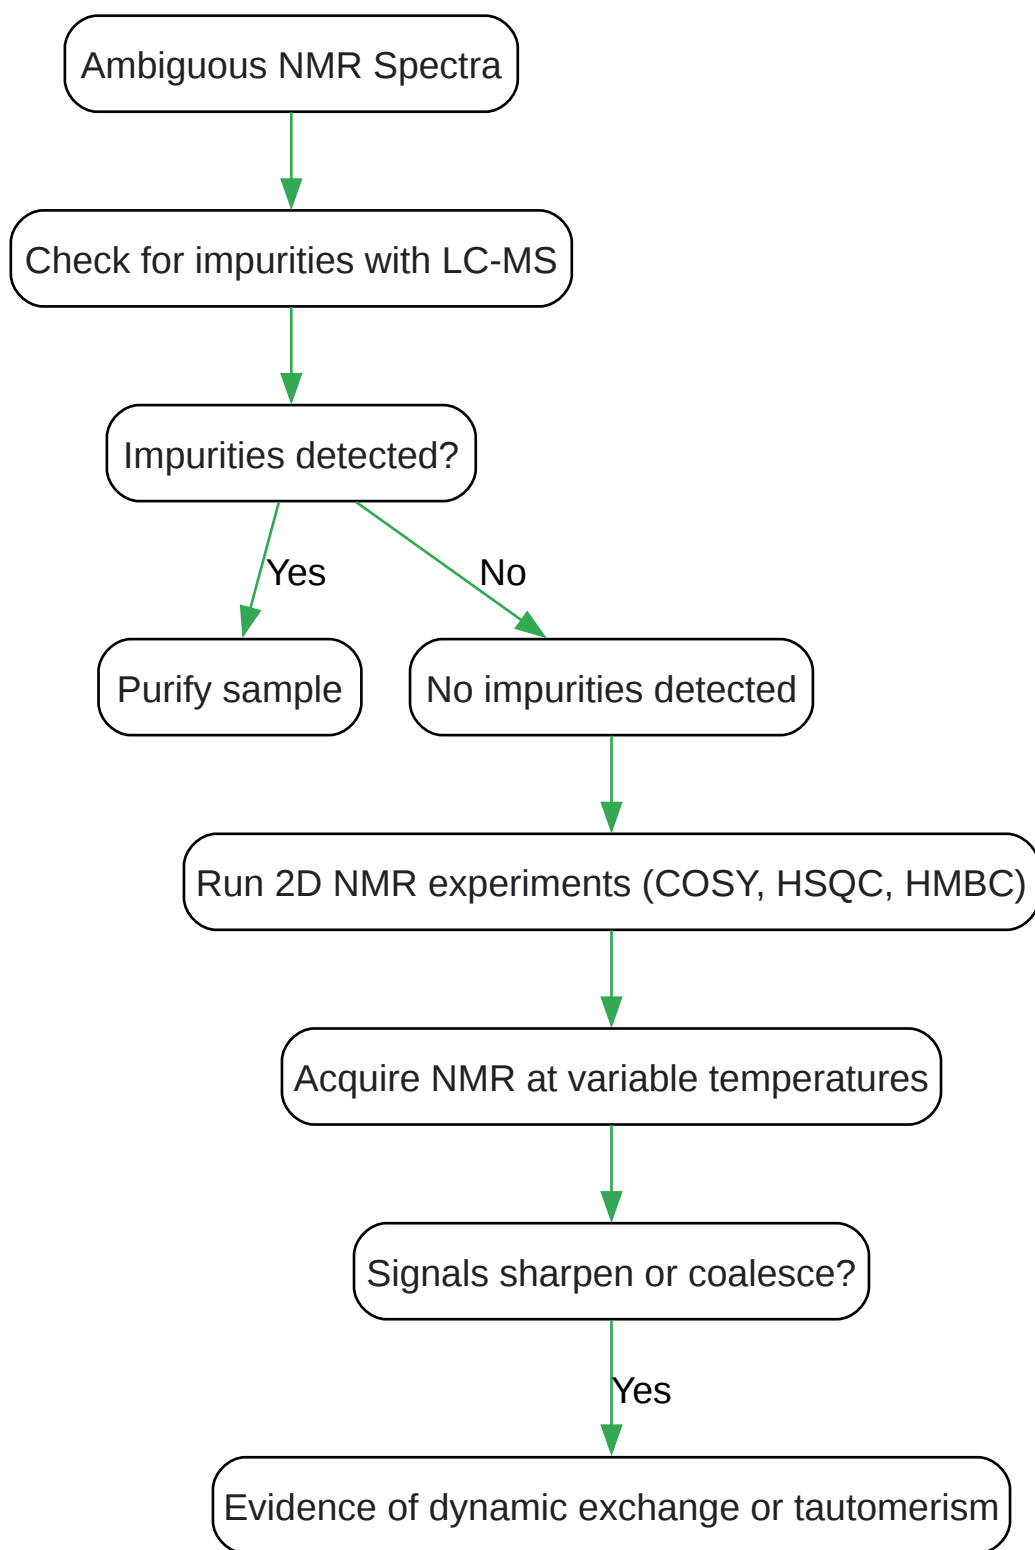 Ambiguous NMR Spectra
Check for impurities with LC-MS
Impurities detected?
Yes
No
Purify sample
No impurities detected
Run 2D NMR experiments (COSY, HSQC, HMBC)
Acquire NMR at variable temperatures
Signals sharpen or coalesce?
Yes
Evidence of dynamic exchange or tautomerism